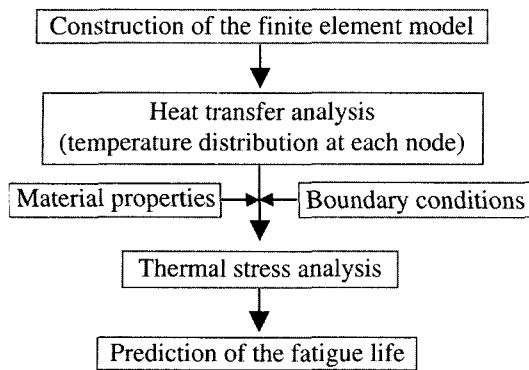 Construction of the finite element model
Heat transfer analysis
(temperature distribution at each node)
Material properties
Boundary conditions
Thermal stress analysis
Prediction of the fatigue life